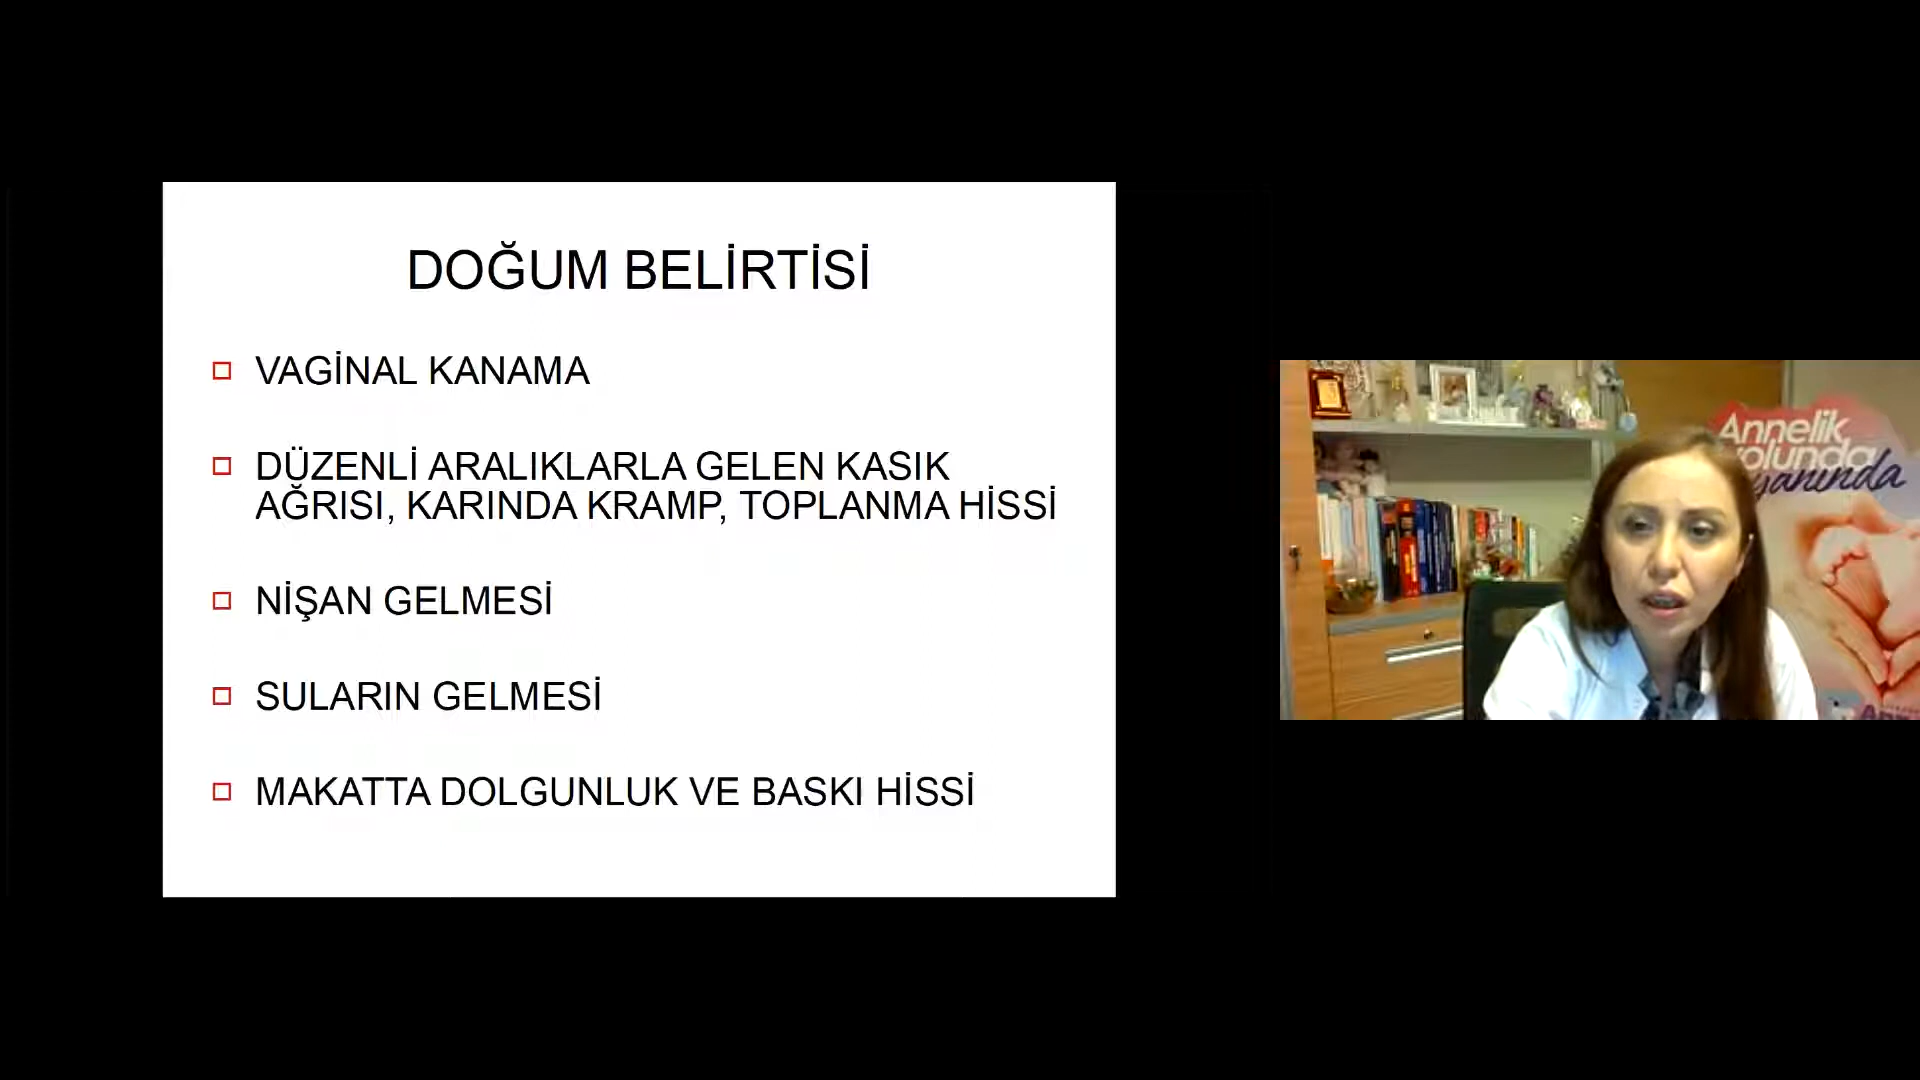 DOĞUM BELİRTİSİ
VAGİNAL KANAMA
DÜZENLİ ARALIKLARLA GELEN KASIK
AĞRISI, KARINDA KRAMP, TOPLANMA HİSSİ
NİŞAN GELMESİ
SULARIN GELMESİ
MAKATTA DOLGUNLUK VE BASKI HİSSİ
Annelik
yolunda
yanında